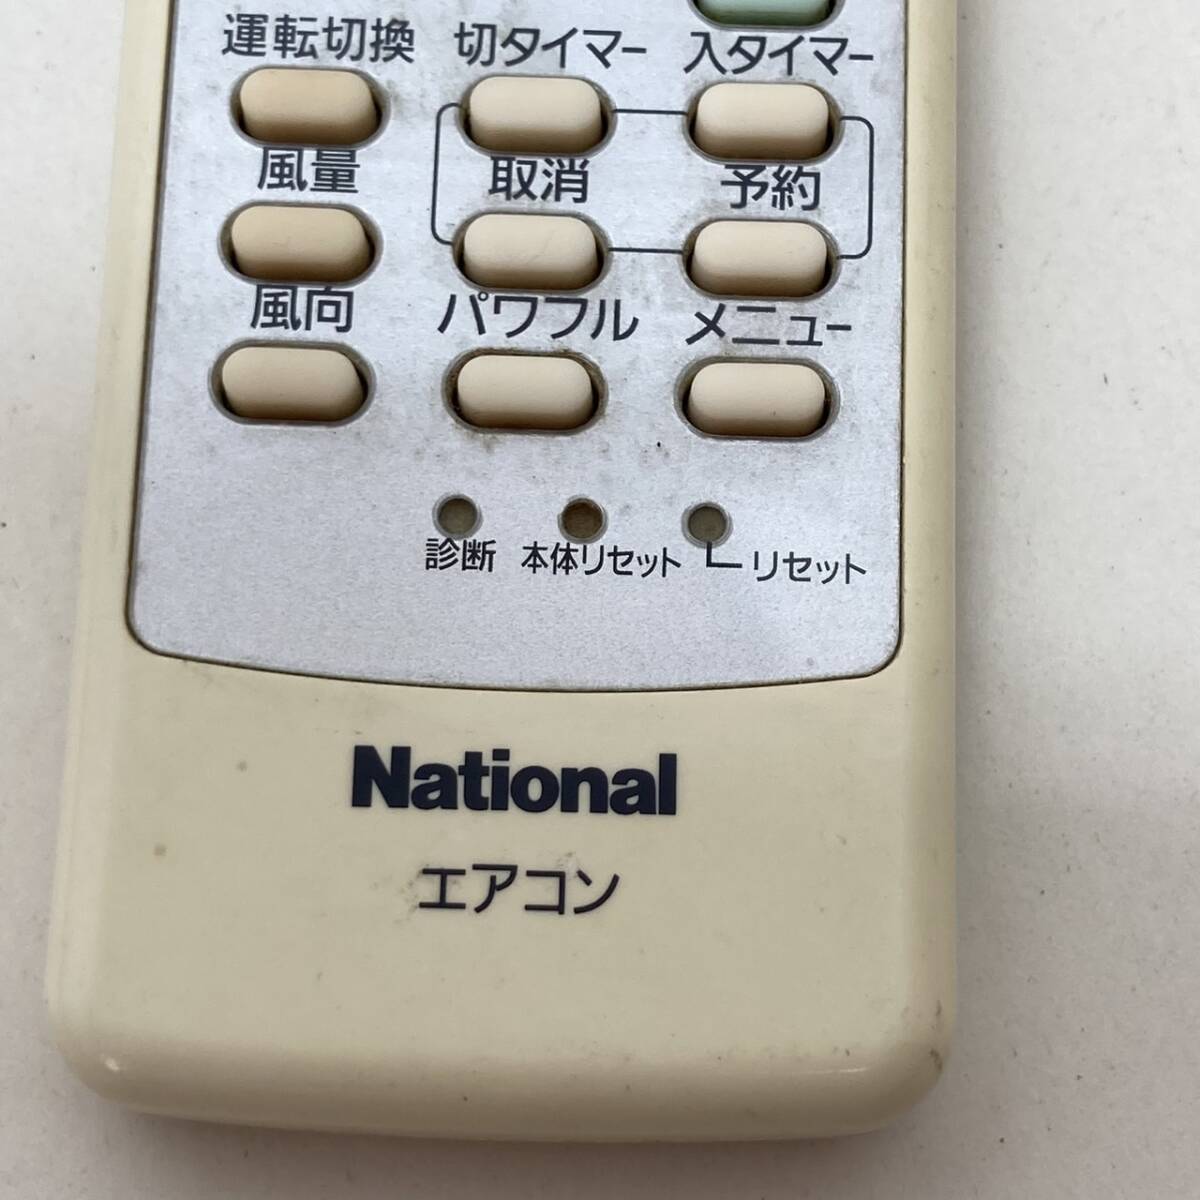 運転切換 切タイマー 入タイマー
風量 取消 予約
風向 パワフル メニュー
診断 本体リセット リセット
National
エアコン